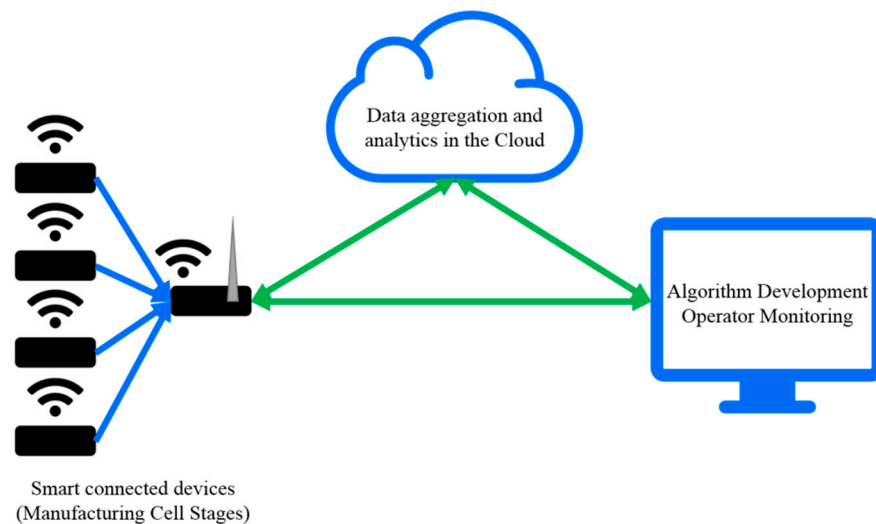 Data aggregation and
analytics in the Cloud
Algorithm Development
Operator Monitoring
Smart connected devices
(Manufacturing Cell Stages)